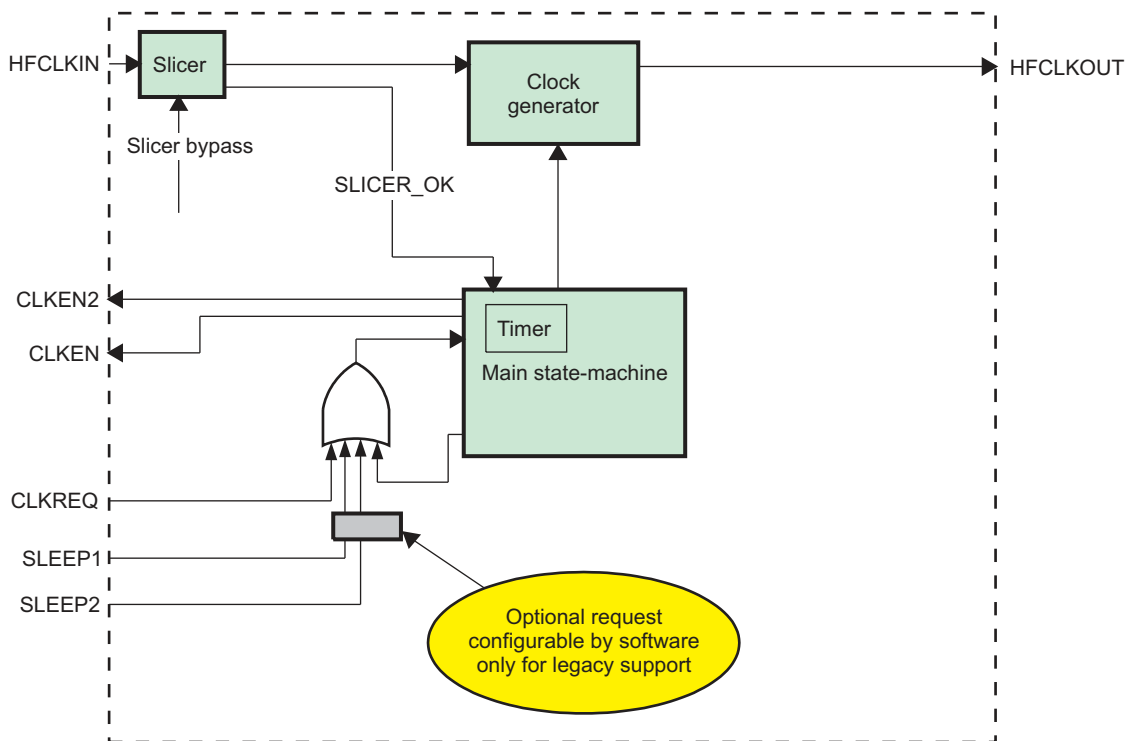 HFCLKIN
Slicer
Clock
generator
HFCLKOUT
Slicer bypass
SLICER_OK
CLKEN2
CLKEN
Timer
Main state-machine
CLKREQ
SLEEP1
SLEEP2
Optional request
configurable by software
only for legacy support